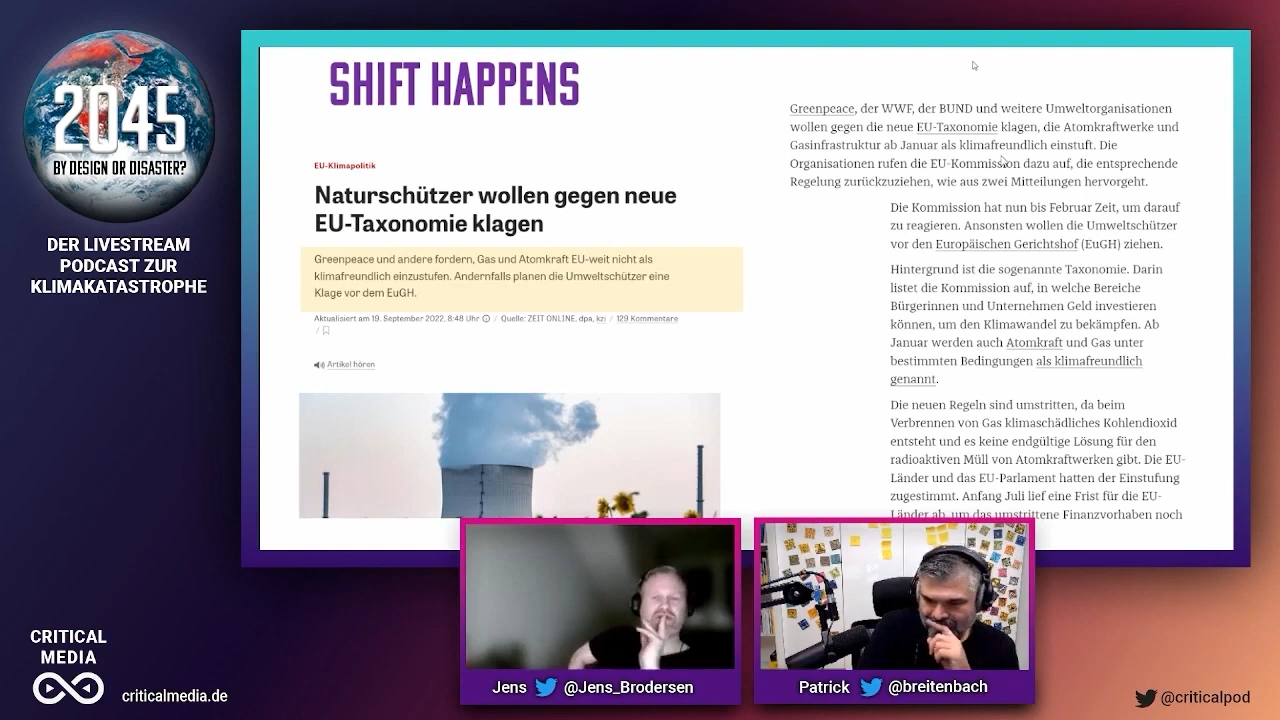 2045
BY DESIGN OR DISASTER?
DER LIVESTREAM
PODCAST ZUR
KLIMAKATASTROPHE
SHIFT HAPPENS
EU-Klimapolitik
Naturschützer wollen gegen neue
EU-Taxonomie klagen
Greenpeace und andere fordern, Gas und Atomkraft EU-weit nicht als
klimafreundlich einzustufen. Andernfalls planen die Umweltschützer eine
Klage vor dem EuGH.
Aktualisiert am 19. September 2022, 8:48 Uhr / Quelle: ZEIT ONLINE, dpa, kzi / 129 Kommentare
/
Artikel hören
Greenpeace, der WWF, der BUND und weitere Umweltorganisationen
wollen gegen die neue EU-Taxonomie klagen, die Atomkraftwerke und
Gasinfrastruktur ab Januar als klimafreundlich einstuft. Die
Organisationen rufen die EU-Kommission dazu auf, die entsprechende
Regelung zurückzuziehen, wie aus zwei Mitteilungen hervorgeht.
Die Kommission hat nun bis Februar Zeit, um darauf
zu reagieren. Ansonsten wollen die Umweltschützer
vor den Europäischen Gerichtshof (EuGH) ziehen.
Hintergrund ist die sogenannte Taxonomie. Darin
listet die Kommission auf, in welche Bereiche
Bürgerinnen und Unternehmen Geld investieren
können, um den Klimawandel zu bekämpfen. Ab
Januar werden auch Atomkraft und Gas unter
bestimmten Bedingungen als klimafreundlich
genannt.
Die neuen Regeln sind umstritten, da beim
Verbrennen von Gas klimaschädliches Kohlendioxid
entsteht und es keine endgültige Lösung für den
radioaktiven Müll von Atomkraftwerken gibt. Die EU-
Länder und das EU-Parlament hatten der Einstufung
zugestimmt. Anfang Juli lief eine Frist für die EU-
Länder ab, um das umstrittene Finanzvorhaben noch
CRITICAL
MEDIA
criticalmedia.de
Jens @Jens_Brodersen
Patrick @breitenbach
@criticalpod